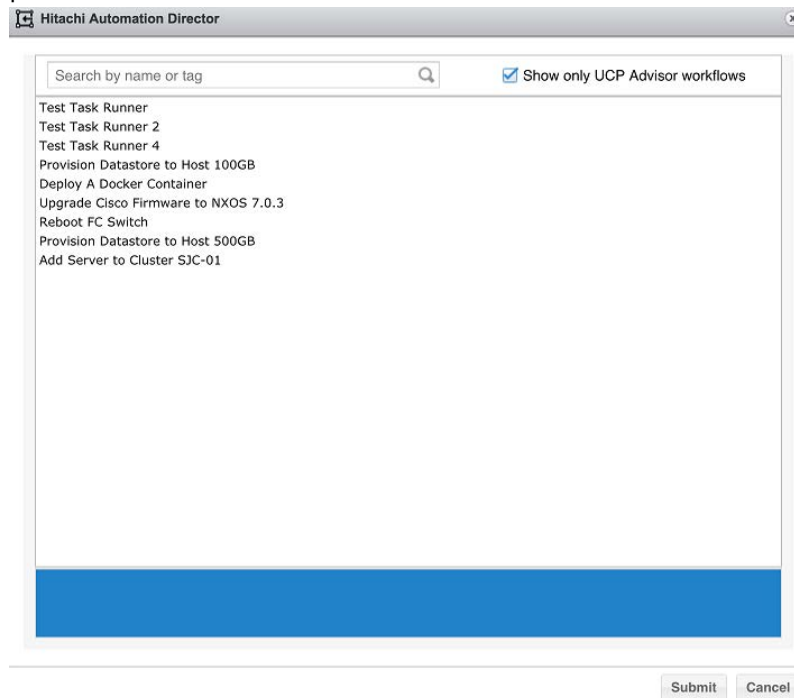 Hitachi Automation Director
Search by name or tag
Show only UCP Advisor workflows
Test Task Runner
Test Task Runner 2
Test Task Runner 4
Provision Datastore to Host 100GB
Deploy A Docker Container
Upgrade Cisco Firmware to NXOS 7.0.3
Reboot FC Switch
Provision Datastore to Host 500GB
Add Server to Cluster SJC-01
Submit Cancel